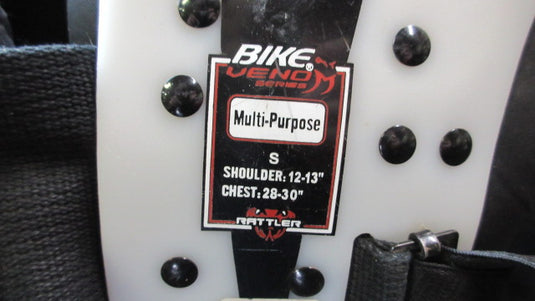 BIKE®
VENOM
SERIES
Multi-Purpose
S
SHOULDER: 12-13"
CHEST: 28-30"
RATTLER